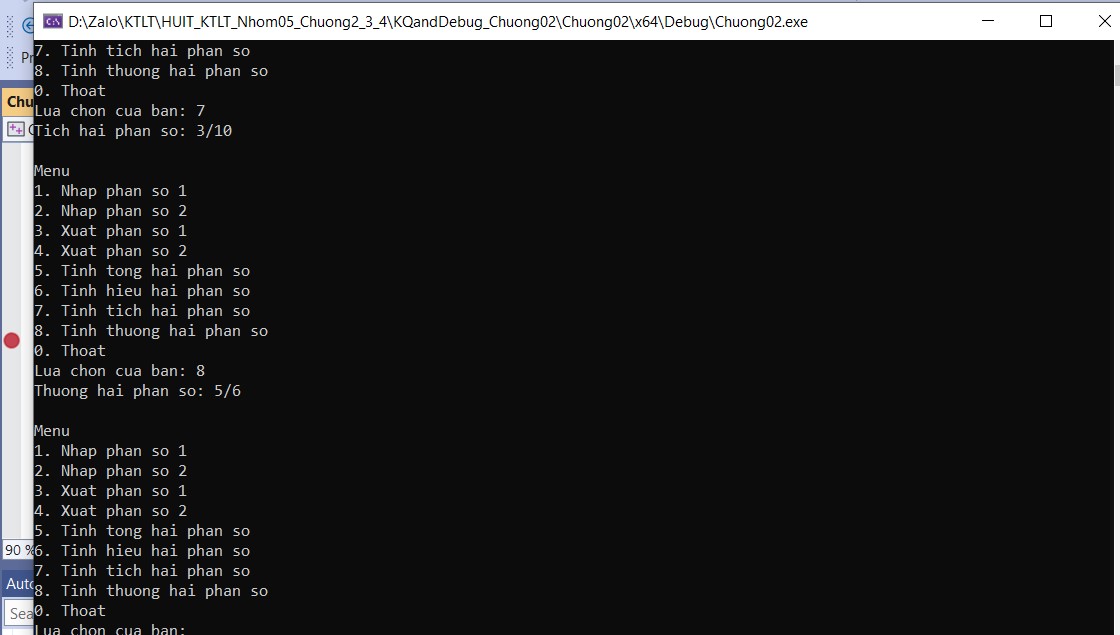 D:\Zalo\KTLT\HUIT_KTLT_Nhom05_Chuong2_3_4\KQandDebug_Chuong02\Chuong02\x64\Debug\Chuong02.exe
7. Tinh tich hai phan so
8. Tinh thuong hai phan so
0. Thoat
Lua chon cua ban: 7
Tich hai phan so: 3/10
Menu
1. Nhap phan so 1
2. Nhap phan so 2
3. Xuat phan so 1
4. Xuat phan so 2
5. Tinh tong hai phan so
6. Tinh hieu hai phan so
7. Tinh tich hai phan so
8. Tinh thuong hai phan so
0. Thoat
Lua chon cua ban: 8
Thuong hai phan so: 5/6
Menu
1. Nhap phan so 1
2. Nhap phan so 2
3. Xuat phan so 1
4. Xuat phan so 2
5. Tinh tong hai phan so
6. Tinh hieu hai phan so
7. Tinh tich hai phan so
8. Tinh thuong hai phan so
0. Thoat
Lua chon cua ban:
Pr
Chu
90 %
Auto
Sea